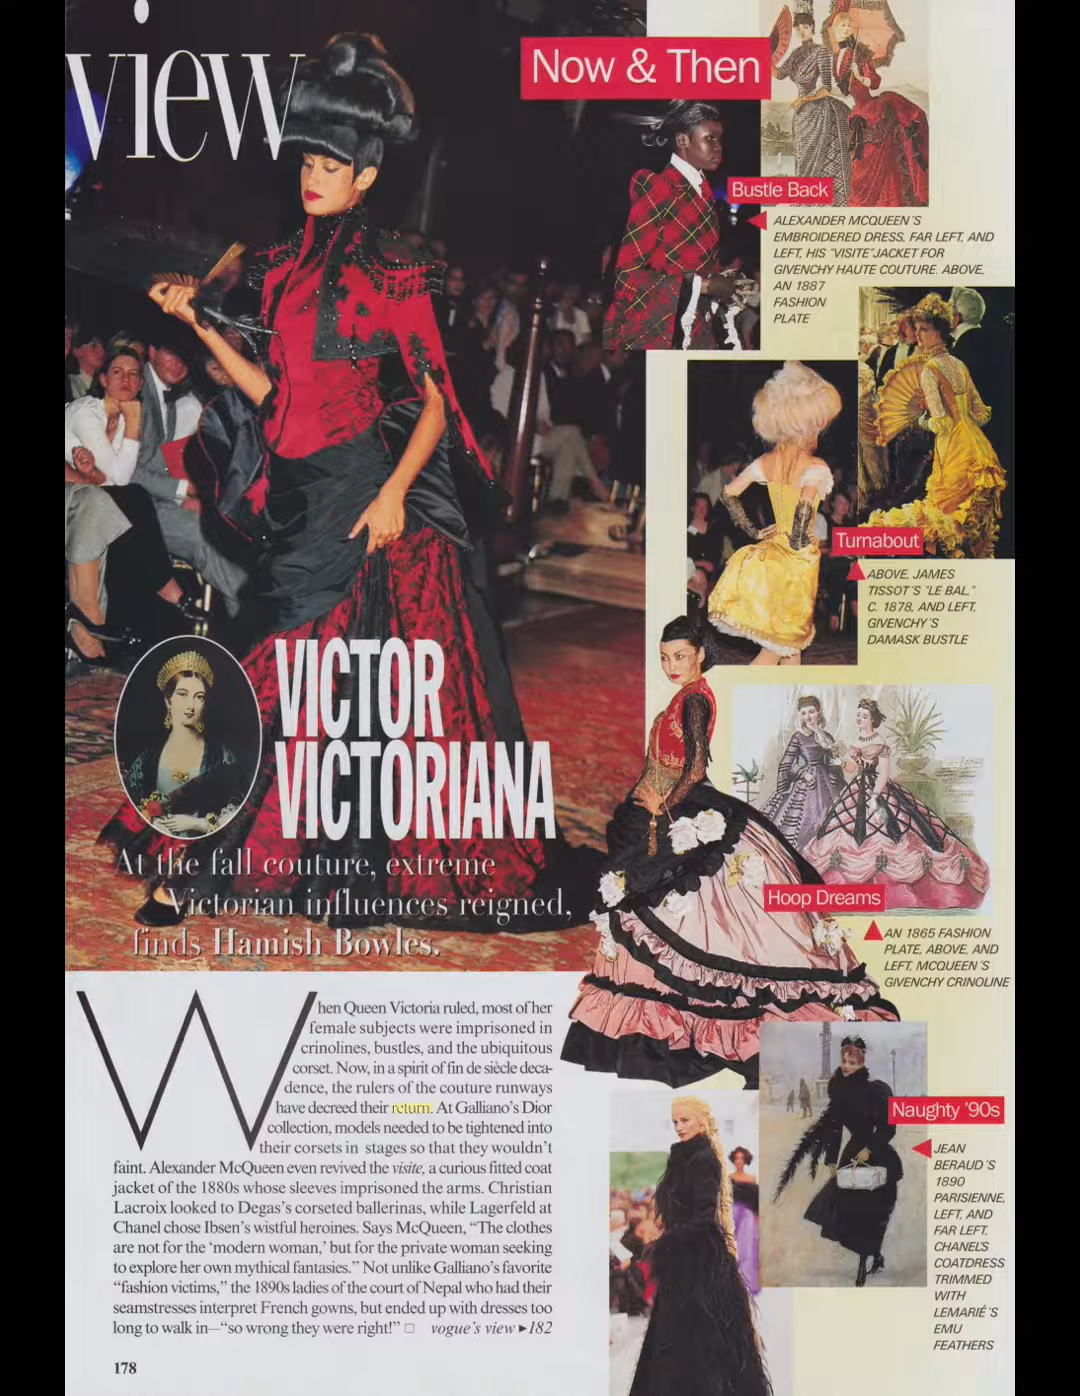 view
Now & Then
Bustle Back
ALEXANDER MCQUEEN'S
EMBROIDERED DRESS, FAR LEFT, AND
LEFT, HIS "VISITE" JACKET FOR
GIVENCHY HAUTE COUTURE. ABOVE,
AN 1887
FASHION
PLATE
Turnabout
ABOVE, JAMES
TISSOT'S "LE BAL,"
C. 1878, AND LEFT,
GIVENCHY'S
DAMASK BUSTLE
VICTOR
VICTORIANA
At the fall couture, extreme
Victorian influences reigned,
finds Hamish Bowles.
Hoop Dreams
AN 1865 FASHION
PLATE, ABOVE, AND
LEFT, MCQUEEN'S
GIVENCHY CRINOLINE
When Queen Victoria ruled, most of her
female subjects were imprisoned in
crinolines, bustles, and the ubiquitous
corset. Now, in a spirit of fin de siècle deca-
dence, the rulers of the couture runways
have decreed their return. At Galliano's Dior
collection, models needed to be tightened into
their corsets in stages so that they wouldn't
faint. Alexander McQueen even revived the visite, a curious fitted coat
jacket of the 1880s whose sleeves imprisoned the arms. Christian
Lacroix looked to Degas's corseted ballerinas, while Lagerfeld at
Chanel chose Ibsen's wistful heroines. Says McQueen, "The clothes
are not for the 'modern woman,' but for the private woman seeking
to explore her own mythical fantasies." Not unlike Galliano's favorite
"fashion victims," the 1890s ladies of the court of Nepal who had their
seamstresses interpret French gowns, but ended up with dresses too
long to walk in—"so wrong they were right!" □ vogue's view ▸182
Naughty '90s
JEAN
BERAUD'S
1890
PARISIENNE,
LEFT, AND
FAR LEFT,
CHANEL'S
COATDRESS
TRIMMED
WITH
LEMARIÉ'S
EMU
FEATHERS
178